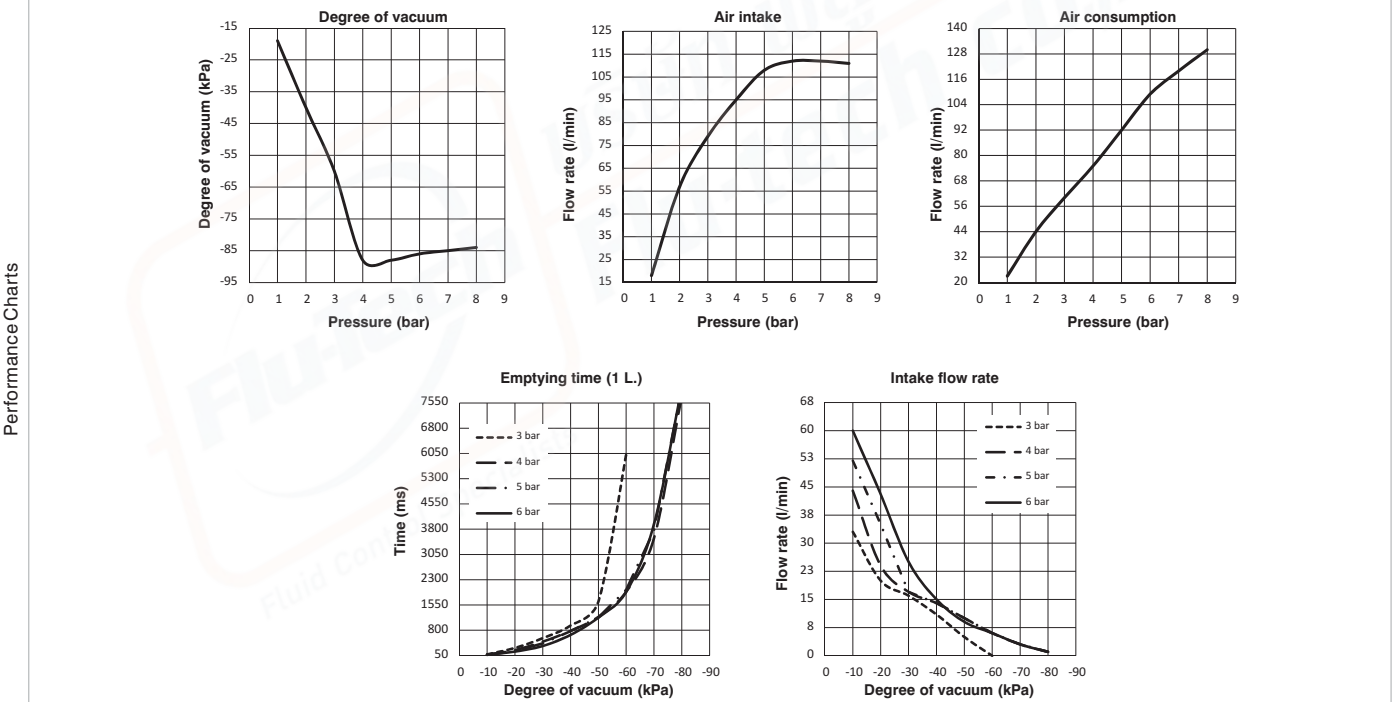 Performance Charts
Degree of vacuum
Degree of vacuum (kPa)
-15
-25
-35
-45
-55
-65
-75
-85
-95
0 1 2 3 4 5 6 7 8 9
Pressure (bar)
Air intake
Flow rate (l/min)
125
115
105
95
85
75
65
55
45
35
25
15
0 1 2 3 4 5 6 7 8 9
Pressure (bar)
Air consumption
Flow rate (l/min)
140
128
116
104
92
80
68
56
44
32
20
0 1 2 3 4 5 6 7 8 9
Pressure (bar)
Emptying time (1 L.)
Time (ms)
7550
6800
6050
5300
4550
3800
3050
2300
1550
800
50
3 bar
4 bar
5 bar
6 bar
0 -10 -20 -30 -40 -50 -60 -70 -80 -90
Degree of vacuum (kPa)
Intake flow rate
Flow rate (l/min)
68
60
53
45
38
30
23
15
8
0
3 bar
4 bar
5 bar
6 bar
0 -10 -20 -30 -40 -50 -60 -70 -80 -90
Degree of vacuum (kPa)
Flu-tech